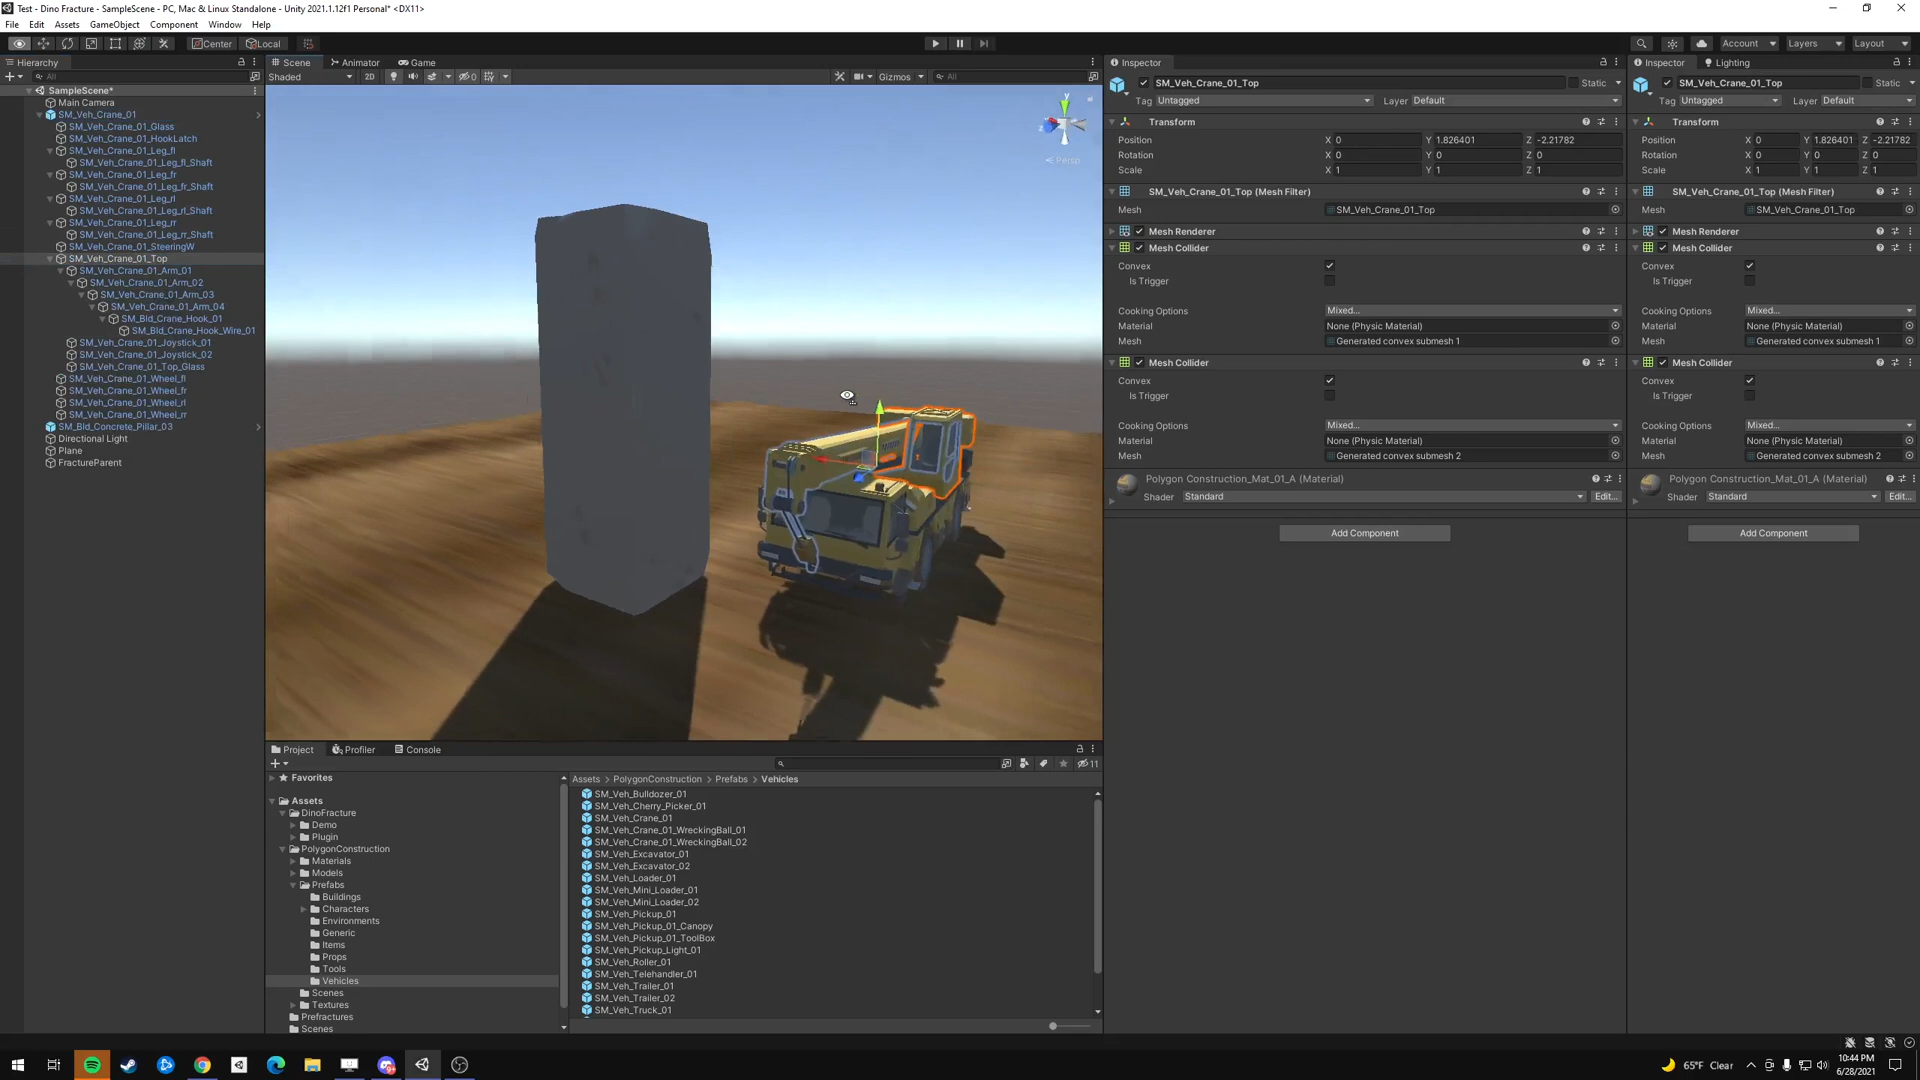 Test - Dino Fracture - SampleScene - PC, Mac & Linux Standalone - Unity 2021.1.12f1 Personal* <DX11>
File Edit Assets GameObject Component Window Help
Center Local
Account Layers Layout
Hierarchy
All
SampleScene*
Main Camera
SM_Veh_Crane_01
SM_Veh_Crane_01_Glass
SM_Veh_Crane_01_HookLatch
SM_Veh_Crane_01_Leg_fl
SM_Veh_Crane_01_Leg_fl_Shaft
SM_Veh_Crane_01_Leg_fr
SM_Veh_Crane_01_Leg_fr_Shaft
SM_Veh_Crane_01_Leg_rl
SM_Veh_Crane_01_Leg_rl_Shaft
SM_Veh_Crane_01_Leg_rr
SM_Veh_Crane_01_Leg_rr_Shaft
SM_Veh_Crane_01_SteeringW
SM_Veh_Crane_01_Top
SM_Veh_Crane_01_Arm_01
SM_Veh_Crane_01_Arm_02
SM_Veh_Crane_01_Arm_03
SM_Veh_Crane_01_Arm_04
SM_Bld_Crane_Hook_01
SM_Bld_Crane_Hook_Wire_01
SM_Veh_Crane_01_Joystick_01
SM_Veh_Crane_01_Joystick_02
SM_Veh_Crane_01_Top_Glass
SM_Veh_Crane_01_Wheel_fl
SM_Veh_Crane_01_Wheel_fr
SM_Veh_Crane_01_Wheel_rl
SM_Veh_Crane_01_Wheel_rr
SM_Bld_Concrete_Pillar_03
Directional Light
Plane
FractureParent
Scene Animator Game
Shaded 2D 0 Gizmos All
y
z
Persp
Inspector
SM_Veh_Crane_01_Top Static
Tag Untagged Layer Default
Transform
Position X 0 Y 1.826401 Z -2.21782
Rotation X 0 Y 0 Z 0
Scale X 1 Y 1 Z 1
SM_Veh_Crane_01_Top (Mesh Filter)
Mesh SM_Veh_Crane_01_Top
Mesh Renderer
Mesh Collider
Convex
Is Trigger
Cooking Options Mixed...
Material None (Physic Material)
Mesh Generated convex submesh 1
Mesh Collider
Convex
Is Trigger
Cooking Options Mixed...
Material None (Physic Material)
Mesh Generated convex submesh 2
Polygon Construction_Mat_01_A (Material)
Shader Standard Edit...
Add Component
Inspector Lighting
SM_Veh_Crane_01_Top Static
Tag Untagged Layer Default
Transform
Position X 0 Y 1.826401 Z -2.21782
Rotation X 0 Y 0 Z 0
Scale X 1 Y 1 Z 1
SM_Veh_Crane_01_Top (Mesh Filter)
Mesh SM_Veh_Crane_01_Top
Mesh Renderer
Mesh Collider
Convex
Is Trigger
Cooking Options Mixed...
Material None (Physic Material)
Mesh Generated convex submesh 1
Mesh Collider
Convex
Is Trigger
Cooking Options Mixed...
Material None (Physic Material)
Mesh Generated convex submesh 2
Polygon Construction_Mat_01_A (Material)
Shader Standard Edit...
Add Component
Project Profiler Console
11
Favorites
Assets
DinoFracture
Demo
Plugin
PolygonConstruction
Materials
Models
Prefabs
Buildings
Characters
Environments
Generic
Items
Props
Tools
Vehicles
Scenes
Textures
Prefractures
Scenes
Assets > PolygonConstruction > Prefabs > Vehicles
SM_Veh_Bulldozer_01
SM_Veh_Cherry_Picker_01
SM_Veh_Crane_01
SM_Veh_Crane_01_WreckingBall_01
SM_Veh_Crane_01_WreckingBall_02
SM_Veh_Excavator_01
SM_Veh_Excavator_02
SM_Veh_Loader_01
SM_Veh_Mini_Loader_01
SM_Veh_Mini_Loader_02
SM_Veh_Pickup_01
SM_Veh_Pickup_01_Canopy
SM_Veh_Pickup_01_ToolBox
SM_Veh_Pickup_Light_01
SM_Veh_Roller_01
SM_Veh_Telehandler_01
SM_Veh_Trailer_01
SM_Veh_Trailer_02
SM_Veh_Truck_01
65°F Clear
10:44 PM
6/28/2021